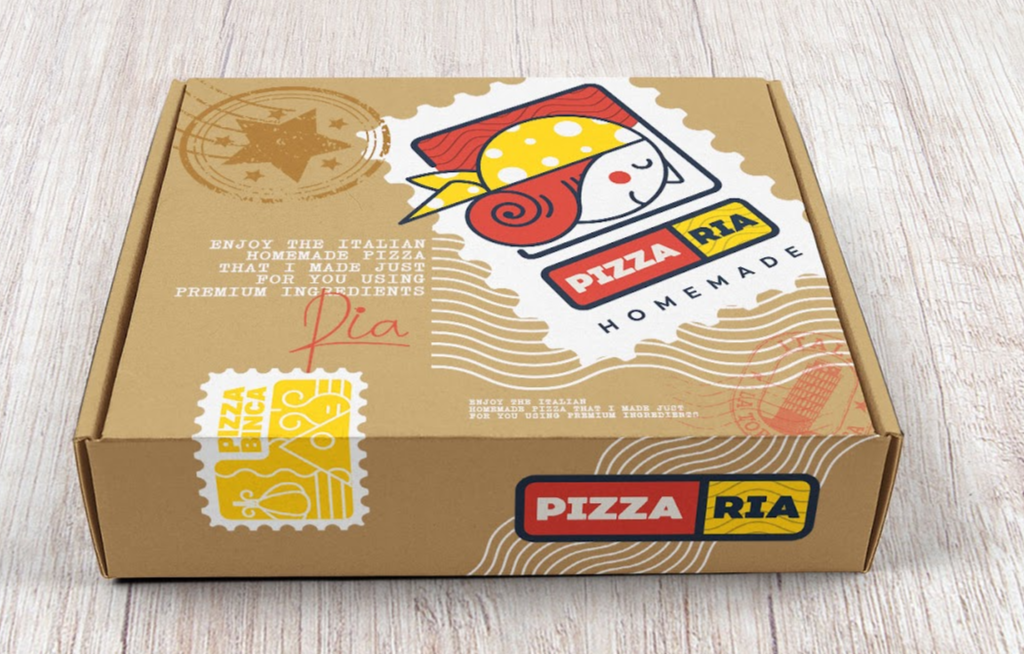 PIZZA RIA
HOMEMADE
ENJOY THE ITALIAN
HOMEMADE PIZZA
THAT I MADE JUST
FOR YOU USING
PREMIUM INGREDIENTS
Ria
PIZZA
BINCA
ENJOY THE ITALIAN
HOMEMADE PIZZA THAT I MADE JUST
FOR YOU USING PREMIUM INGREDIENTS
PIZZA RIA